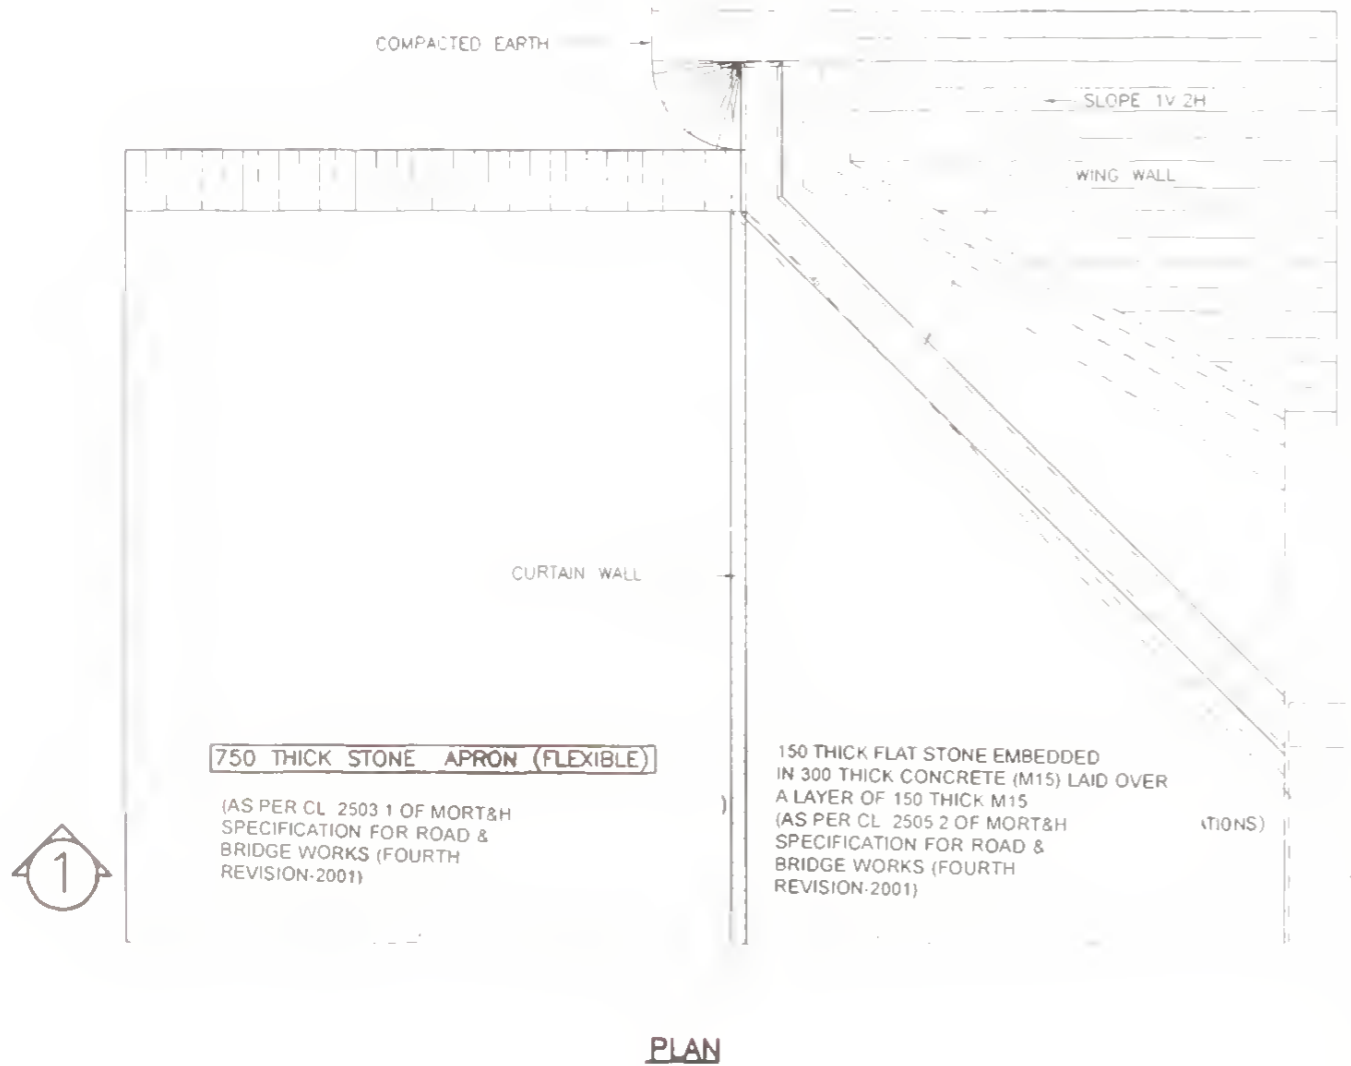 COMPACTED EARTH
SLOPE 1V 2H
WING WALL
CURTAIN WALL
750 THICK STONE APRON (FLEXIBLE)
(AS PER CL 2503 1 OF MORT&H
SPECIFICATION FOR ROAD &
BRIDGE WORKS (FOURTH
REVISION-2001)
)
150 THICK FLAT STONE EMBEDDED
IN 300 THICK CONCRETE (M15) LAID OVER
A LAYER OF 150 THICK M15
(AS PER CL 2505 2 OF MORT&H
SPECIFICATION FOR ROAD &
BRIDGE WORKS (FOURTH
REVISION-2001)
TIONS)
1
PLAN